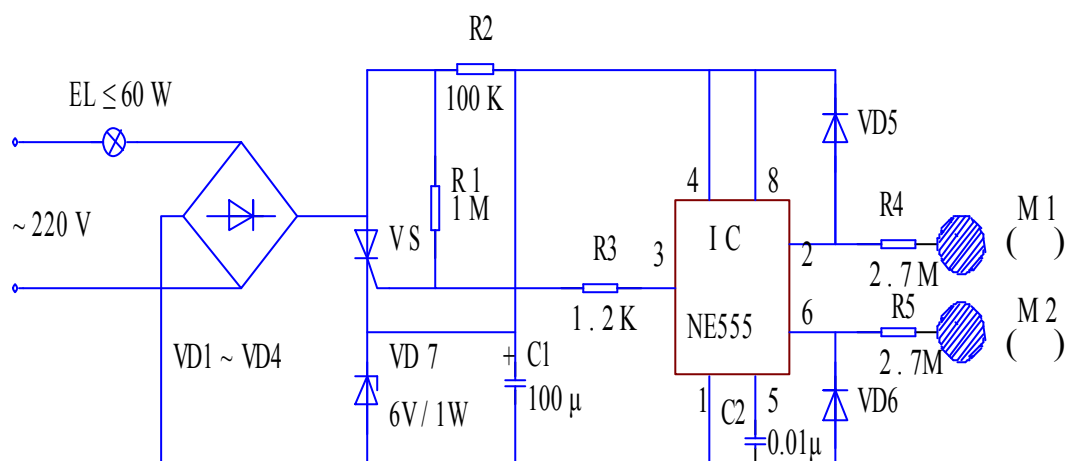 R2
EL ≤ 60 W
100 K
VD5
4
8
R 1
1 M
R4
M 1
( )
~ 220 V
V S
I C
R3
3
2
2 . 7 M
1 . 2 K
NE555
6
R5
M 2
( )
VD1 ~ VD4
VD 7
+ C1
2. 7M
6V / 1W
100 μ
1
C2
5
VD6
0.01μ